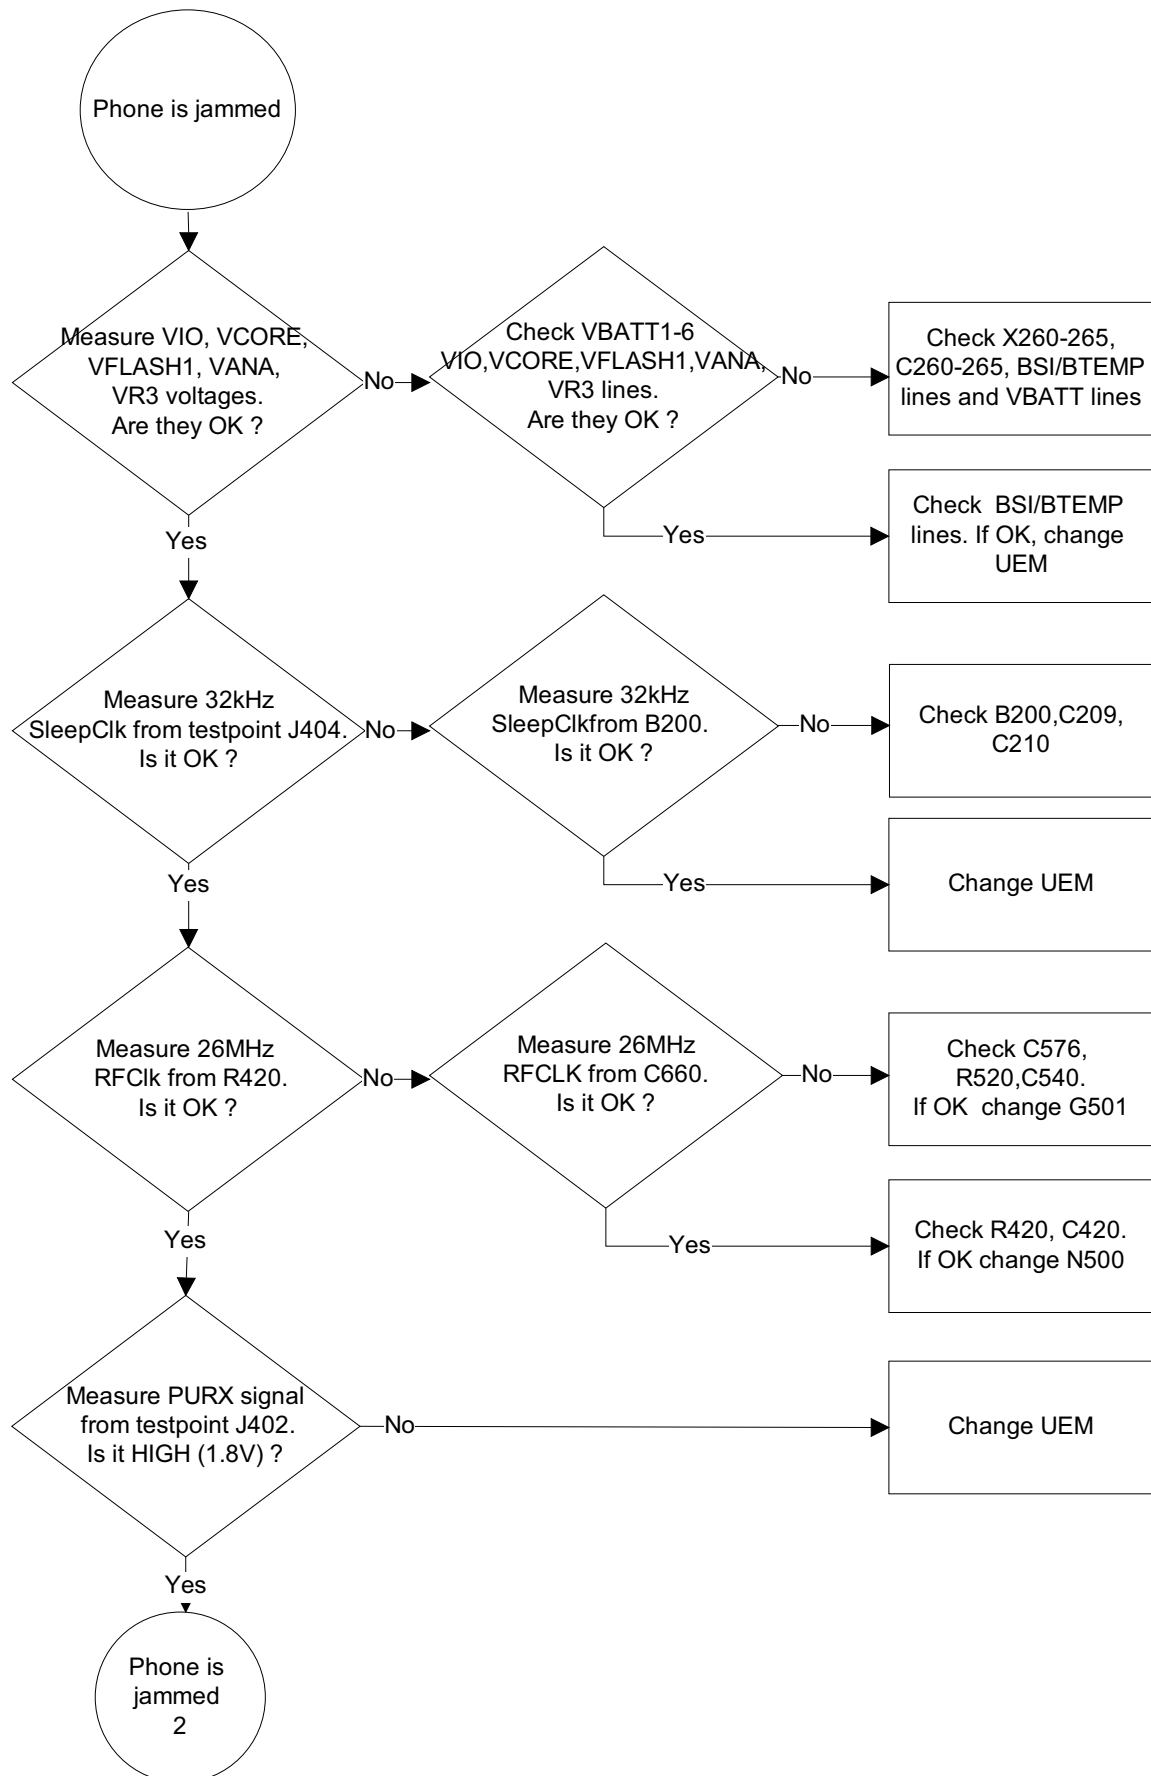 Phone is jammed
Measure VIO, VCORE,
VFLASH1, VANA,
VR3 voltages.
Are they OK ?
No
Check VBATT1-6
VIO,VCORE,VFLASH1,VANA,
VR3 lines.
Are they OK ?
No
Check X260-265,
C260-265, BSI/BTEMP
lines and VBATT lines
Yes
Check BSI/BTEMP
lines. If OK, change
UEM
Yes
Measure 32kHz
SleepClk from testpoint J404.
Is it OK ?
No
Measure 32kHz
SleepClkfrom B200.
Is it OK ?
No
Check B200,C209,
C210
Yes
Change UEM
Yes
Measure 26MHz
RFClk from R420.
Is it OK ?
No
Measure 26MHz
RFCLK from C660.
Is it OK ?
No
Check C576,
R520,C540.
If OK change G501
Yes
Check R420, C420.
If OK change N500
Yes
Measure PURX signal
from testpoint J402.
Is it HIGH (1.8V) ?
No
Change UEM
Yes
Phone is
jammed
2